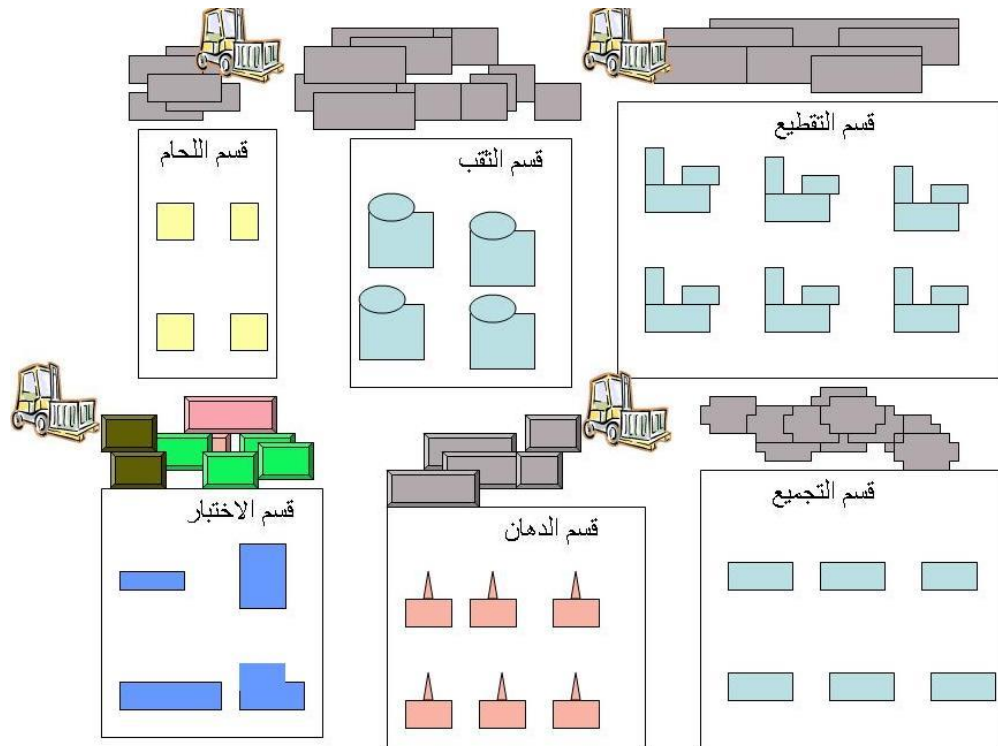 قسم التقطيع
قسم الثقب
قسم اللحام
قسم التجميع
قسم الدهان
قسم الاختبار